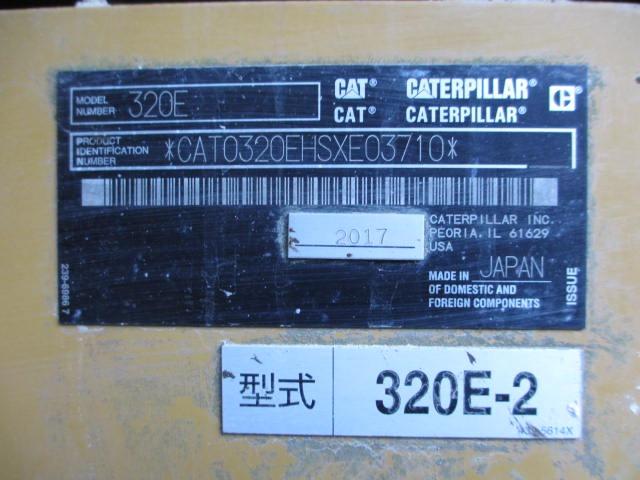 MODEL NUMBER 320E
CAT® CATERPILLAR®
CAT® CATERPILLAR®
PRODUCT IDENTIFICATION NUMBER *CAT0320EHSXE03710*
2017
CATERPILLAR INC.
PEORIA, IL 61629
USA
MADE IN JAPAN
OF DOMESTIC AND
FOREIGN COMPONENTS
ISSUE
239-6986 7
型式 320E-2